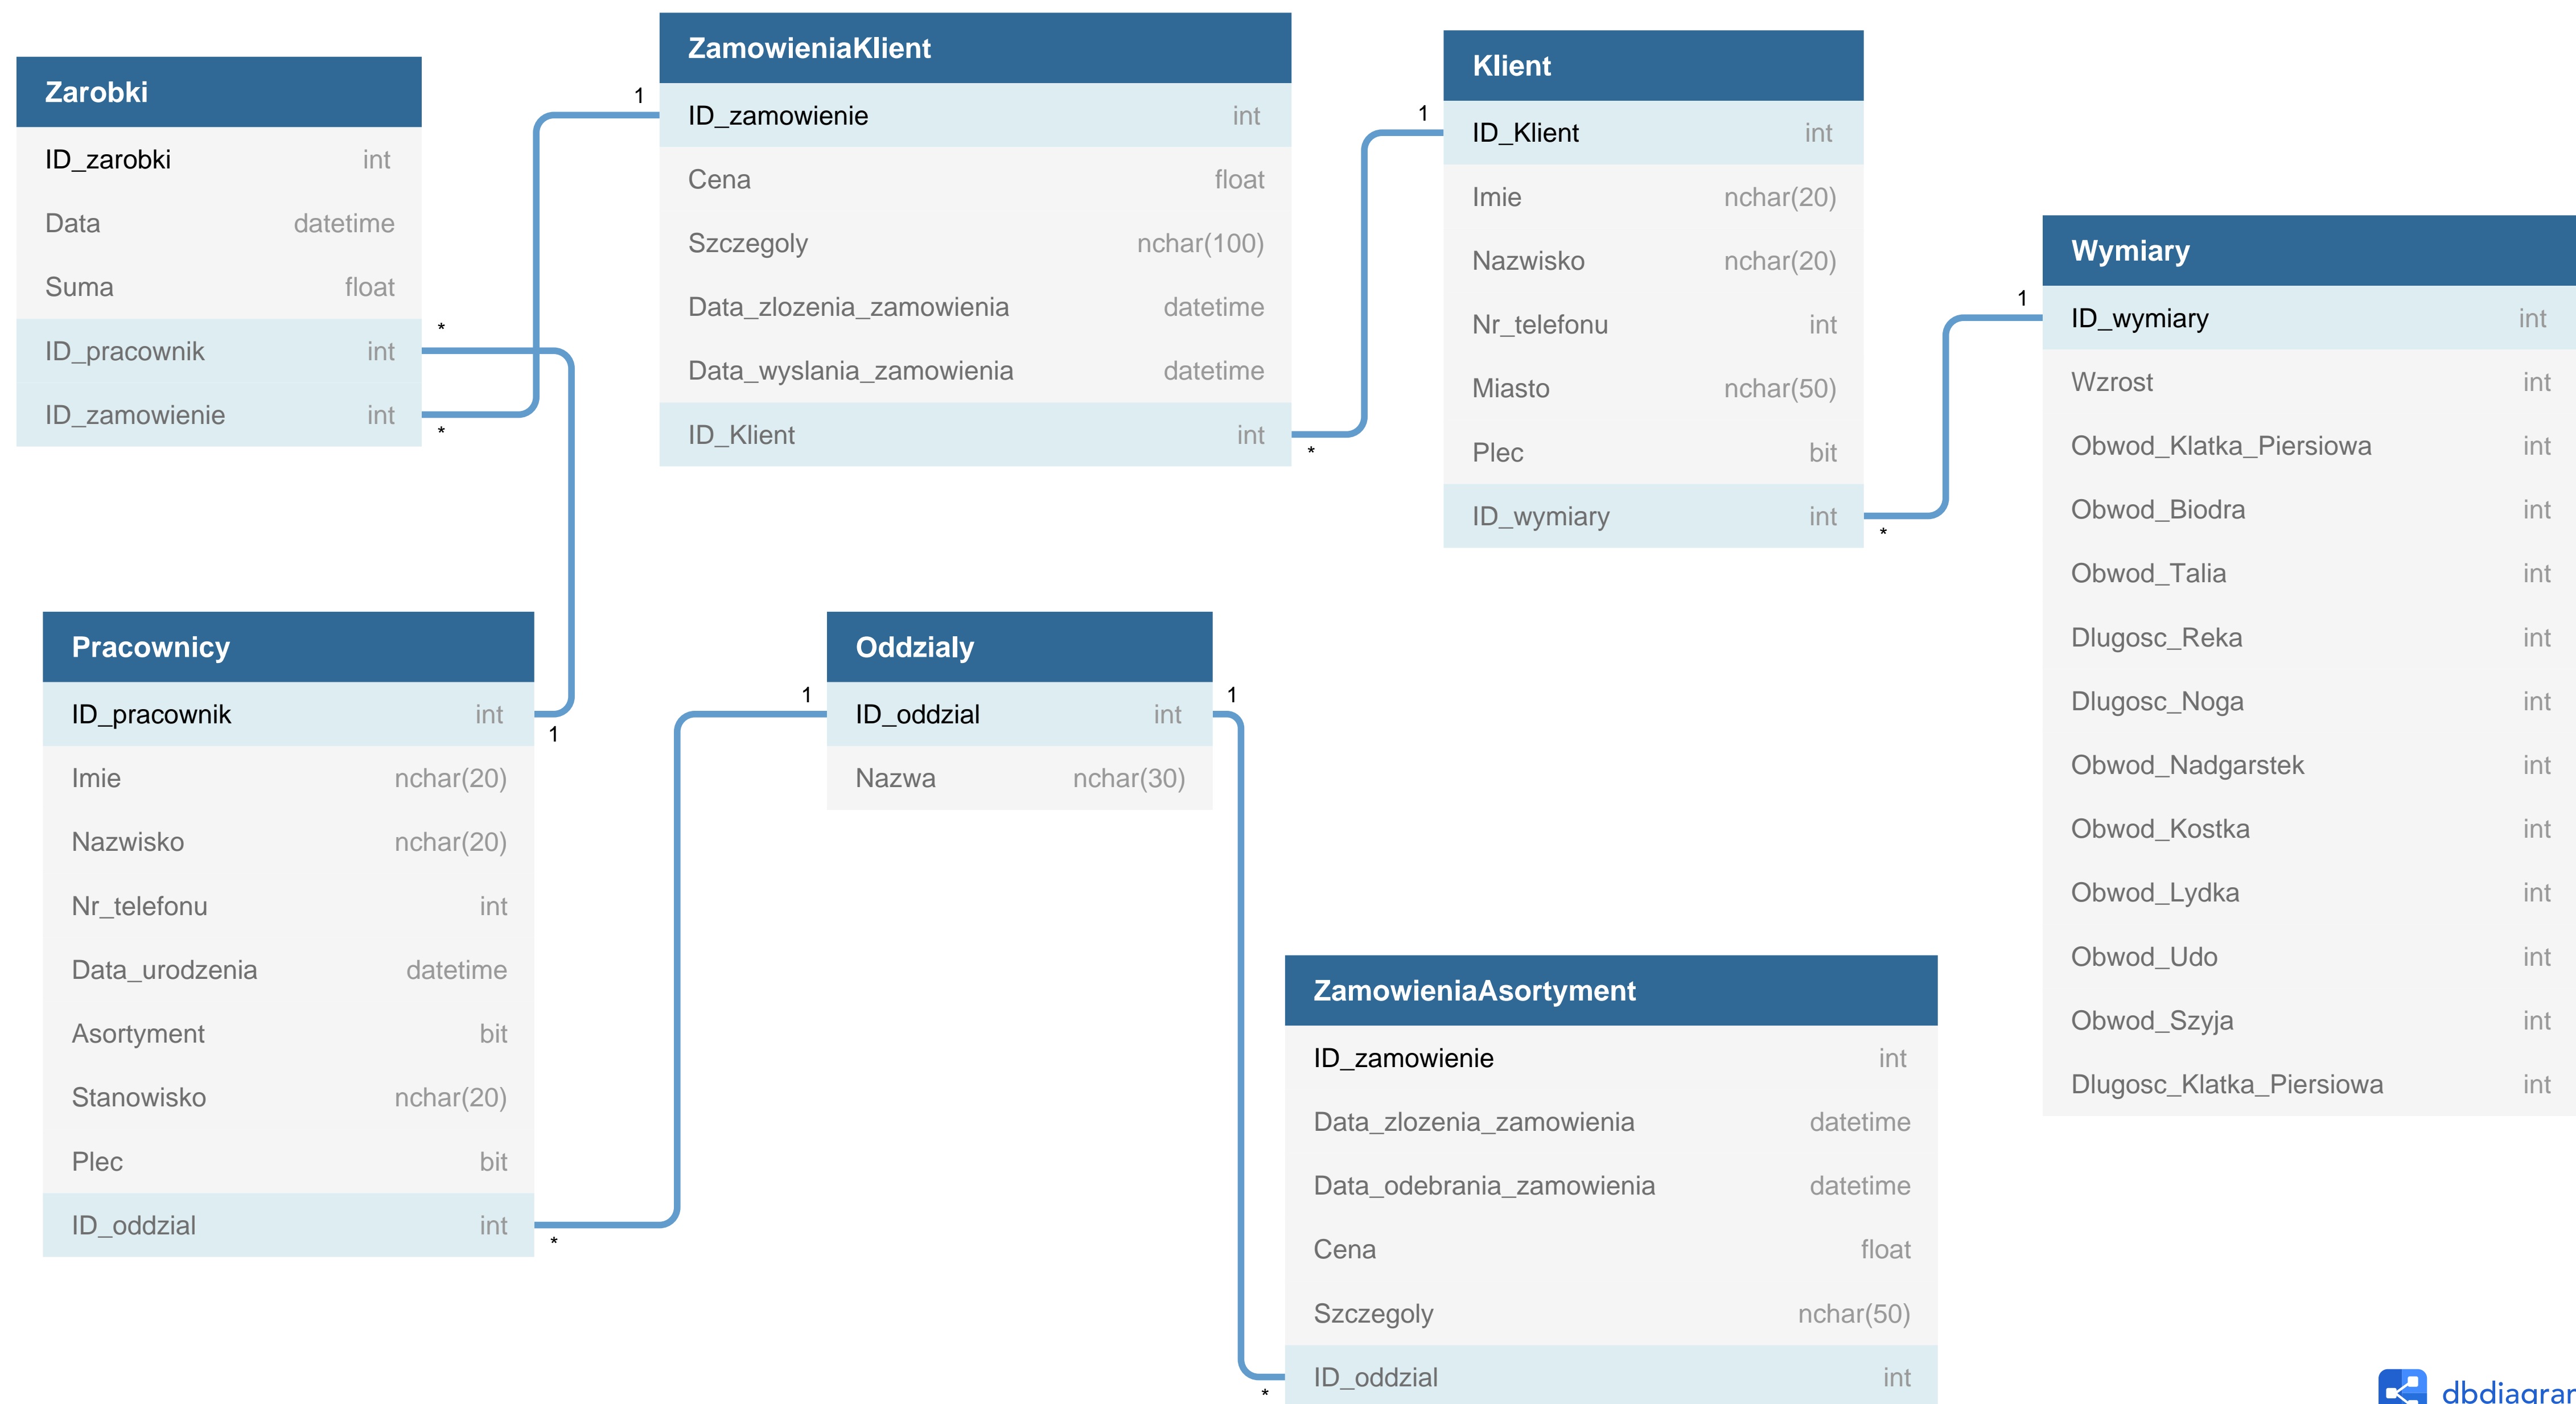 Zarobki
ID_zarobki int
Data datetime
Suma float
ID_pracownik int
ID_zamowienie int
*
*
1
ZamowieniaKlient
ID_zamowienie int
Cena float
Szczegoly nchar(100)
Data_zlozenia_zamowienia datetime
Data_wyslania_zamowienia datetime
ID_Klient int
*
1
Klient
ID_Klient int
Imie nchar(20)
Nazwisko nchar(20)
Nr_telefonu int
Miasto nchar(50)
Plec bit
ID_wymiary int
*
1
Wymiary
ID_wymiary int
Wzrost int
Obwod_Klatka_Piersiowa int
Obwod_Biodra int
Obwod_Talia int
Dlugosc_Reka int
Dlugosc_Noga int
Obwod_Nadgarstek int
Obwod_Kostka int
Obwod_Lydka int
Obwod_Udo int
Obwod_Szyja int
Dlugosc_Klatka_Piersiowa int
Pracownicy
ID_pracownik int
1
Imie nchar(20)
Nazwisko nchar(20)
Nr_telefonu int
Data_urodzenia datetime
Asortyment bit
Stanowisko nchar(20)
Plec bit
ID_oddzial int
*
1
Oddzialy
1
ID_oddzial int
Nazwa nchar(30)
ZamowieniaAsortyment
ID_zamowienie int
Data_zlozenia_zamowienia datetime
Data_odebrania_zamowienia datetime
Cena float
Szczegoly nchar(50)
ID_oddzial int
*